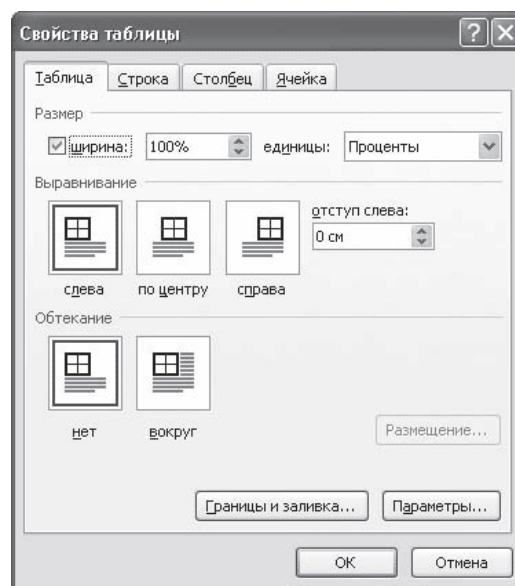 Свойства таблицы
Таблица Строка Столбец Ячейка
Размер
ширина: 100% единицы: Проценты
Выравнивание
отступ слева:
0 см
слева по центру справа
Обтекание
нет вокруг
Размещение...
Границы и заливка... Параметры...
ОК Отмена